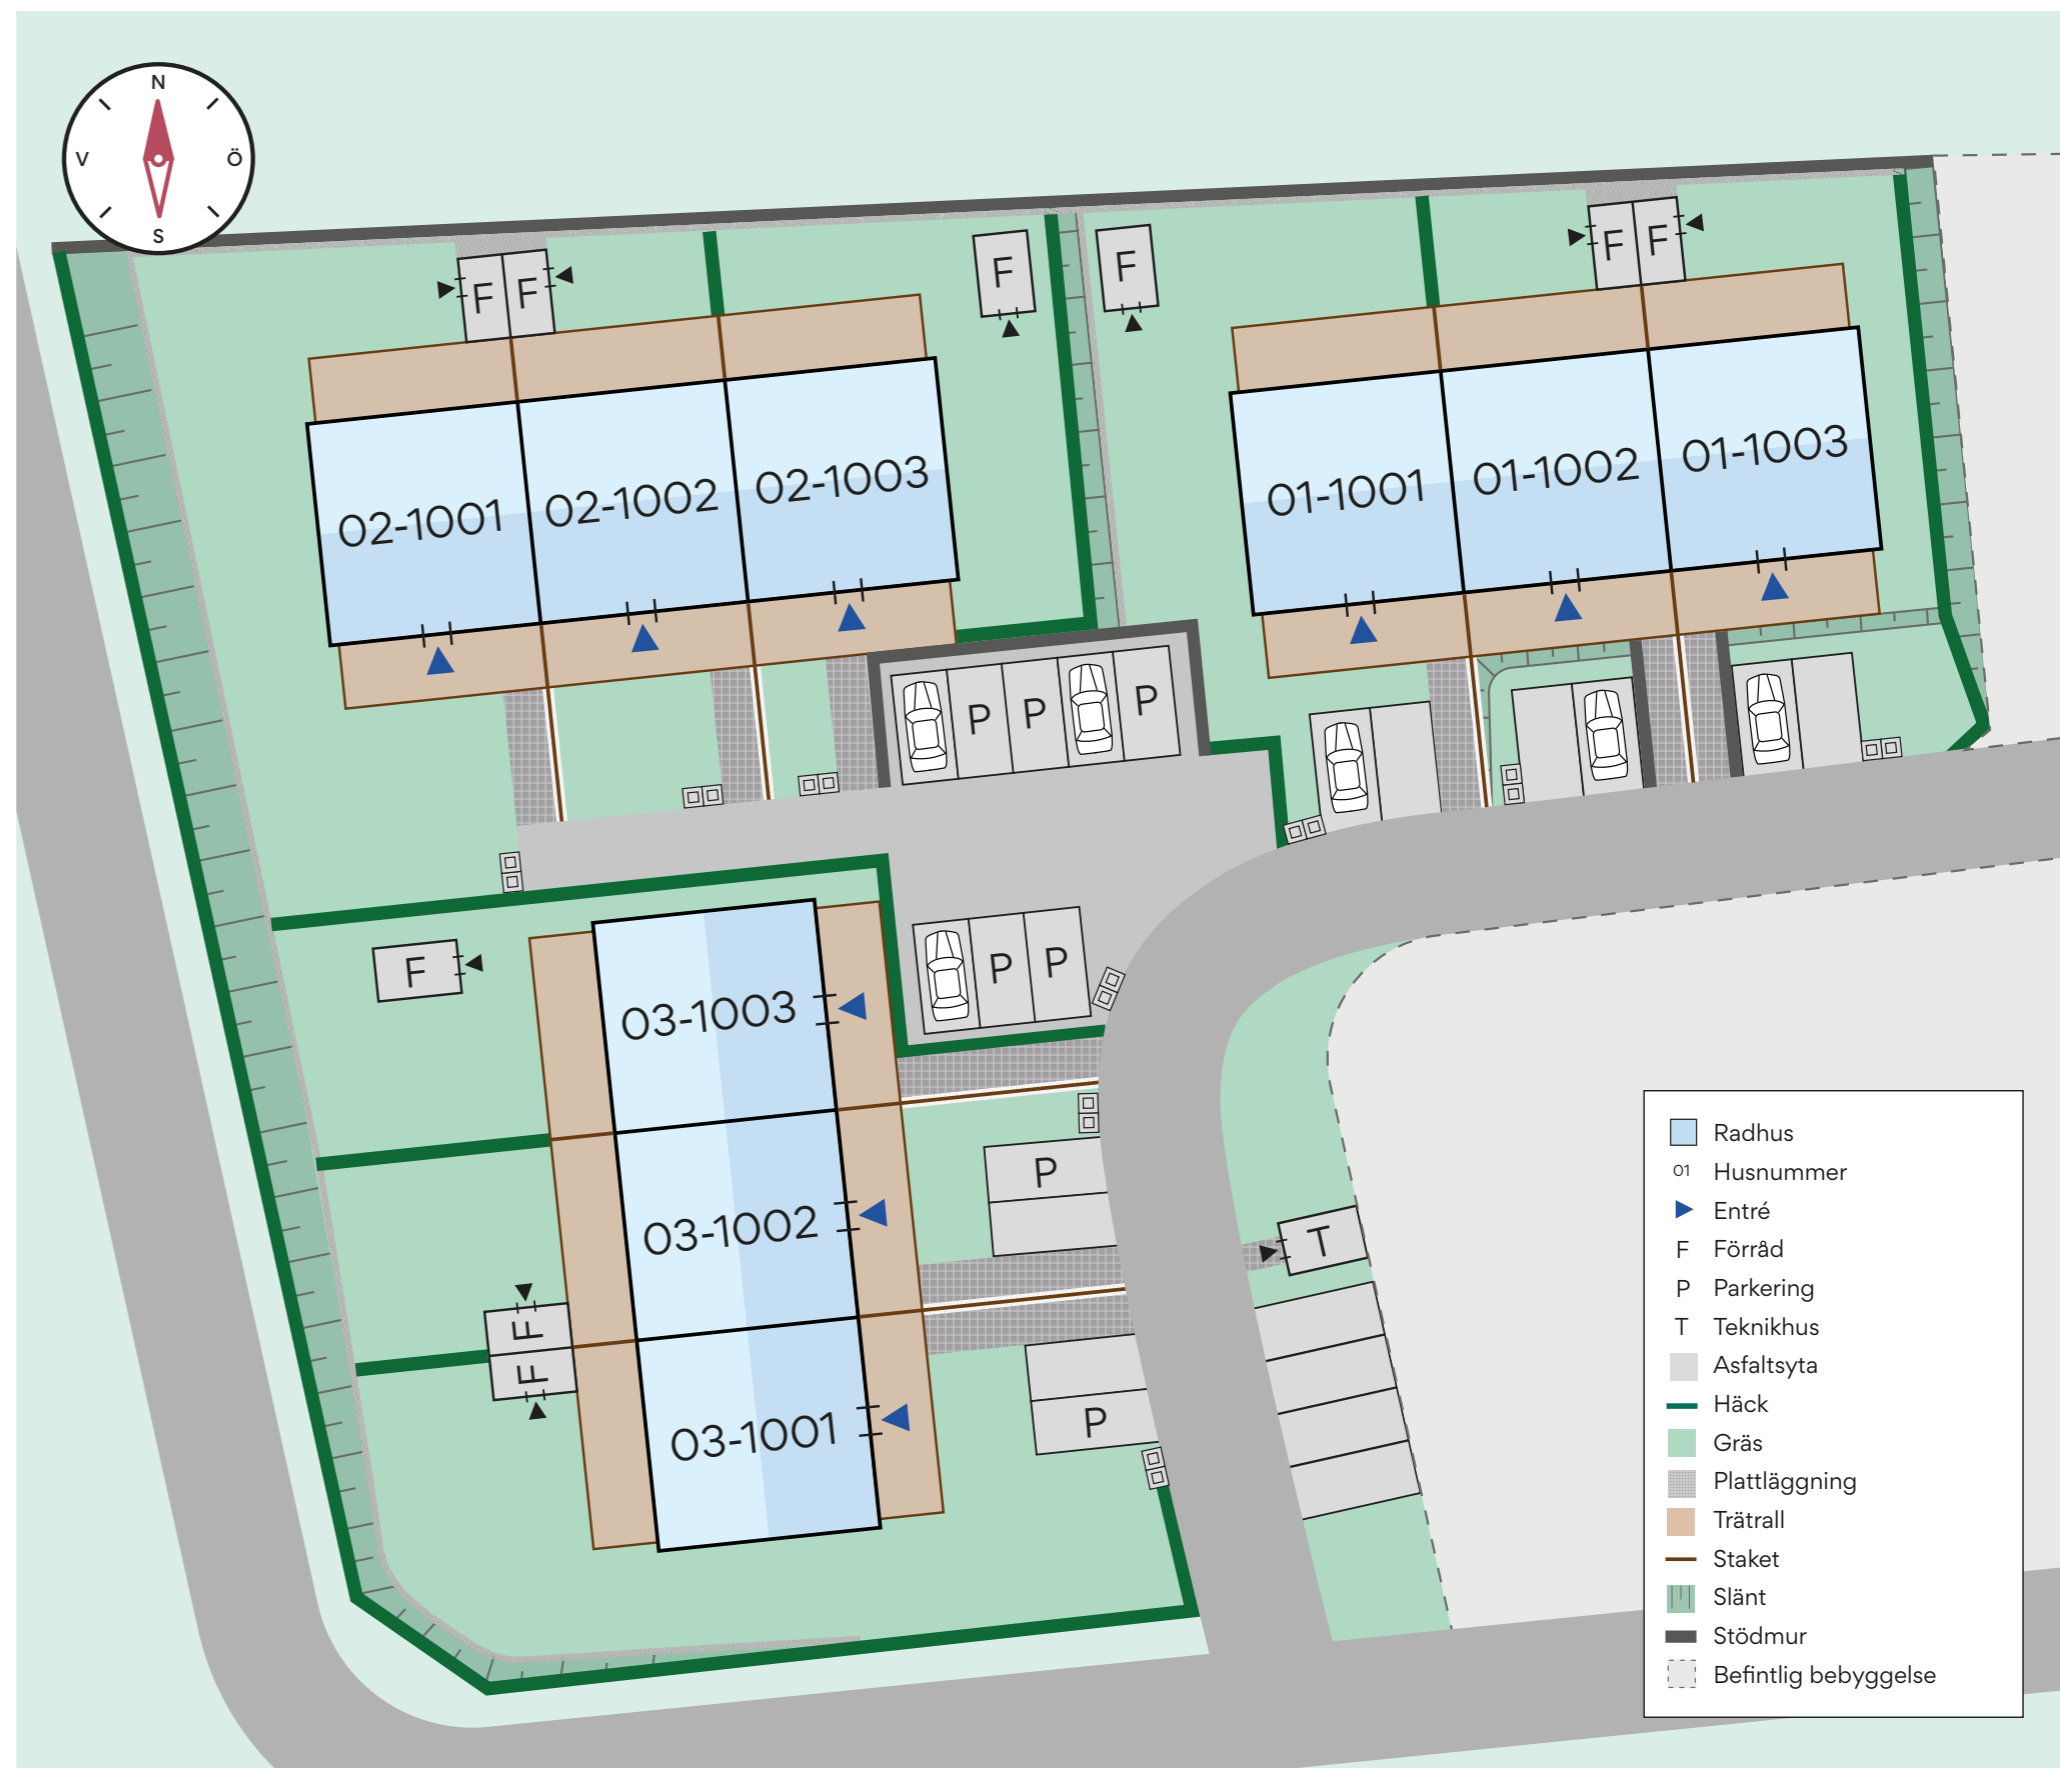 N
V Ö
S
F F
F
F
F F
02-1001
02-1002
02-1003
01-1001
01-1002
01-1003
P P P
F
03-1003
P P
03-1002
P
F
F
03-1001
P
T
Radhus
01 Husnummer
Entré
F Förråd
P Parkering
T Teknikhus
Asfaltsyta
Häck
Gräs
Plattläggning
Trätrall
Staket
Slänt
Stödmur
Befintlig bebyggelse